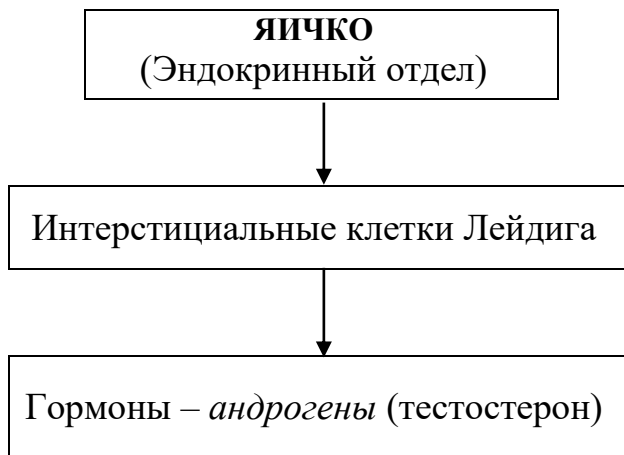 ЯИЧКО
(Эндокринный отдел)
Интерстициальные клетки Лейдига
Гормоны – андрогены (тестостерон)